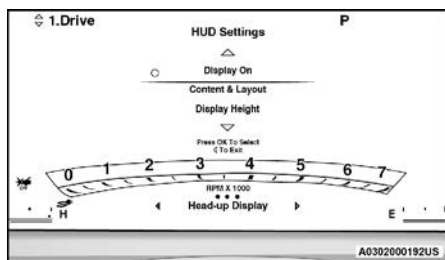 1.Drive
P
HUD Settings
Display On
Content & Layout
Display Height
Press OK To Select
To Exit
0 1 2 3 4 5 6 7
RPM X 1000
H
Head-up Display
E
A0302000192US